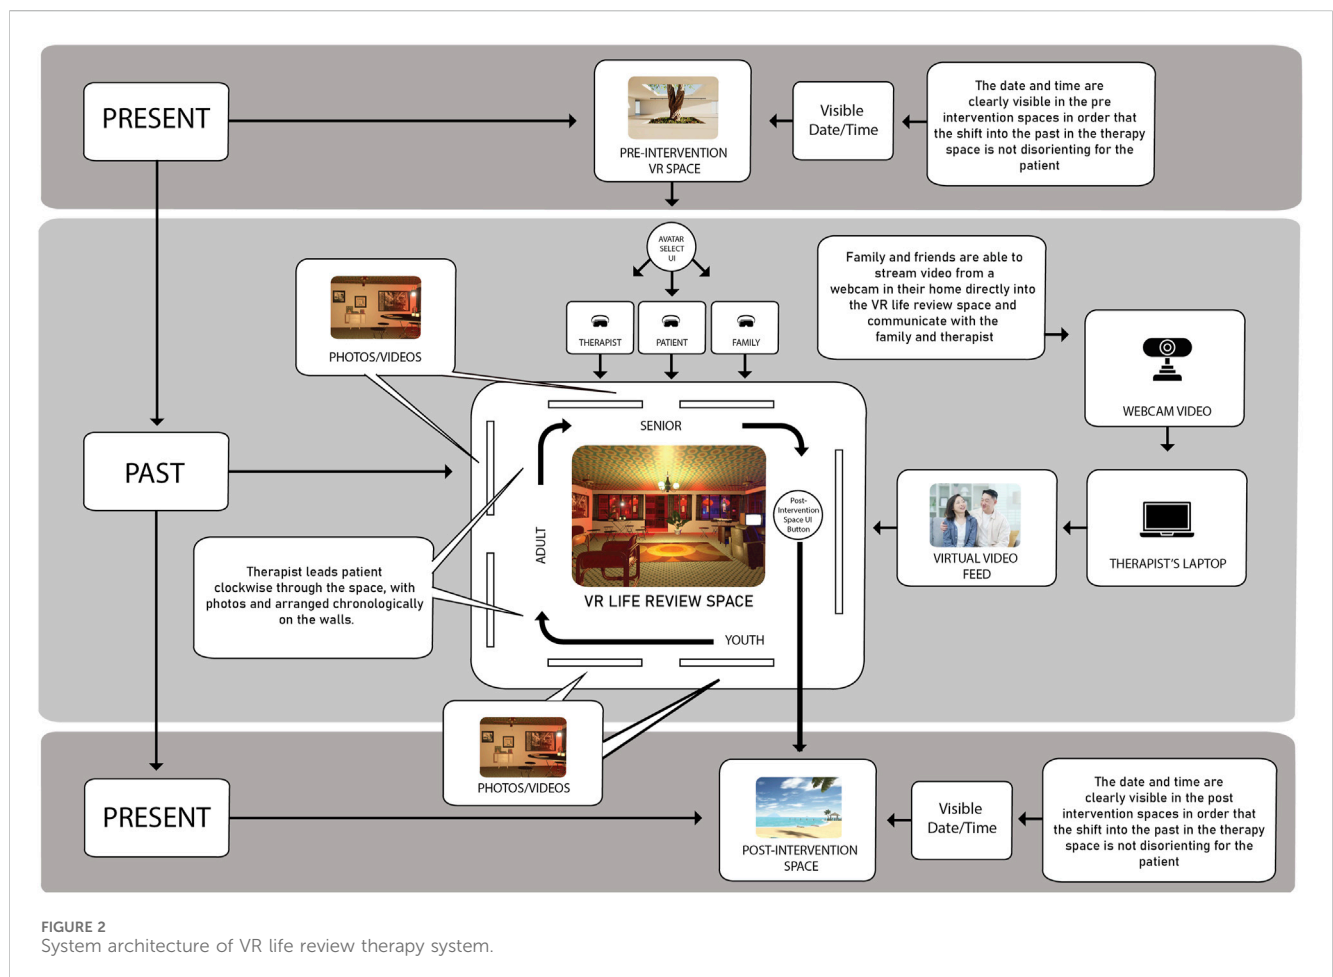 PRESENT
PRE-INTERVENTION
VR SPACE
Visible
Date/Time
The date and time are
clearly visible in the pre
intervention spaces in order that
the shift into the past in the therapy
space is not disorienting for the
patient
AVATAR
SELECT
UI
THERAPIST
PATIENT
FAMILY
PHOTOS/VIDEOS
Family and friends are able to
stream video from a
webcam in their home directly into
the VR life review space and
communicate with the
family and therapist
WEBCAM VIDEO
PAST
SENIOR
ADULT
Post-
Intervention
Space UI
Button
VR LIFE REVIEW SPACE
YOUTH
VIRTUAL VIDEO
FEED
THERAPIST'S LAPTOP
Therapist leads patient
clockwise through the space, with
photos and arranged chronologically
on the walls.
PHOTOS/VIDEOS
PRESENT
POST-INTERVENTION
SPACE
Visible
Date/Time
The date and time are
clearly visible in the post
intervention spaces in order that
the shift into the past in the therapy
space is not disorienting for the
patient
FIGURE 2
System architecture of VR life review therapy system.